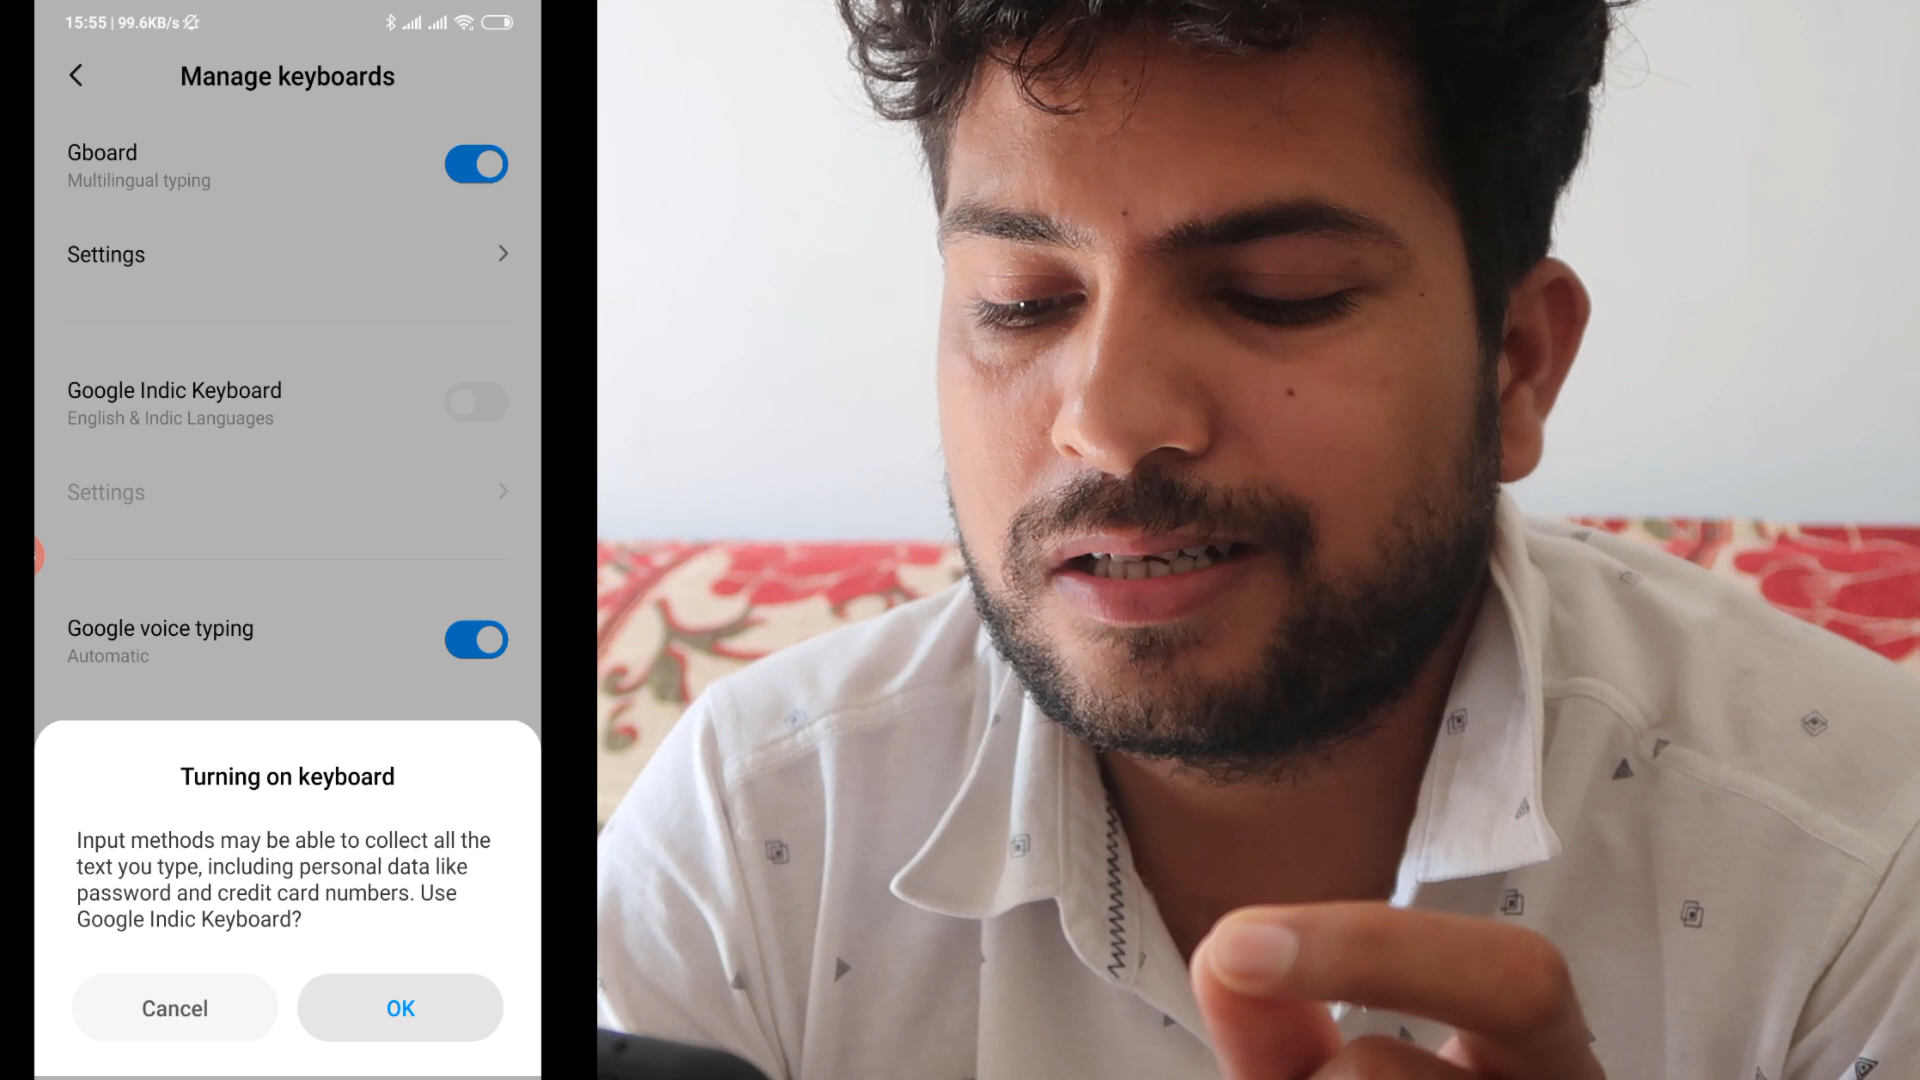 15:55 | 99.6KB/s
Manage keyboards
Gboard
Multilingual typing
Settings
Google Indic Keyboard
English & Indic Languages
Settings
Google voice typing
Automatic
Turning on keyboard
Input methods may be able to collect all the
text you type, including personal data like
password and credit card numbers. Use
Google Indic Keyboard?
Cancel
OK